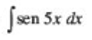 ∫sen 5x dx